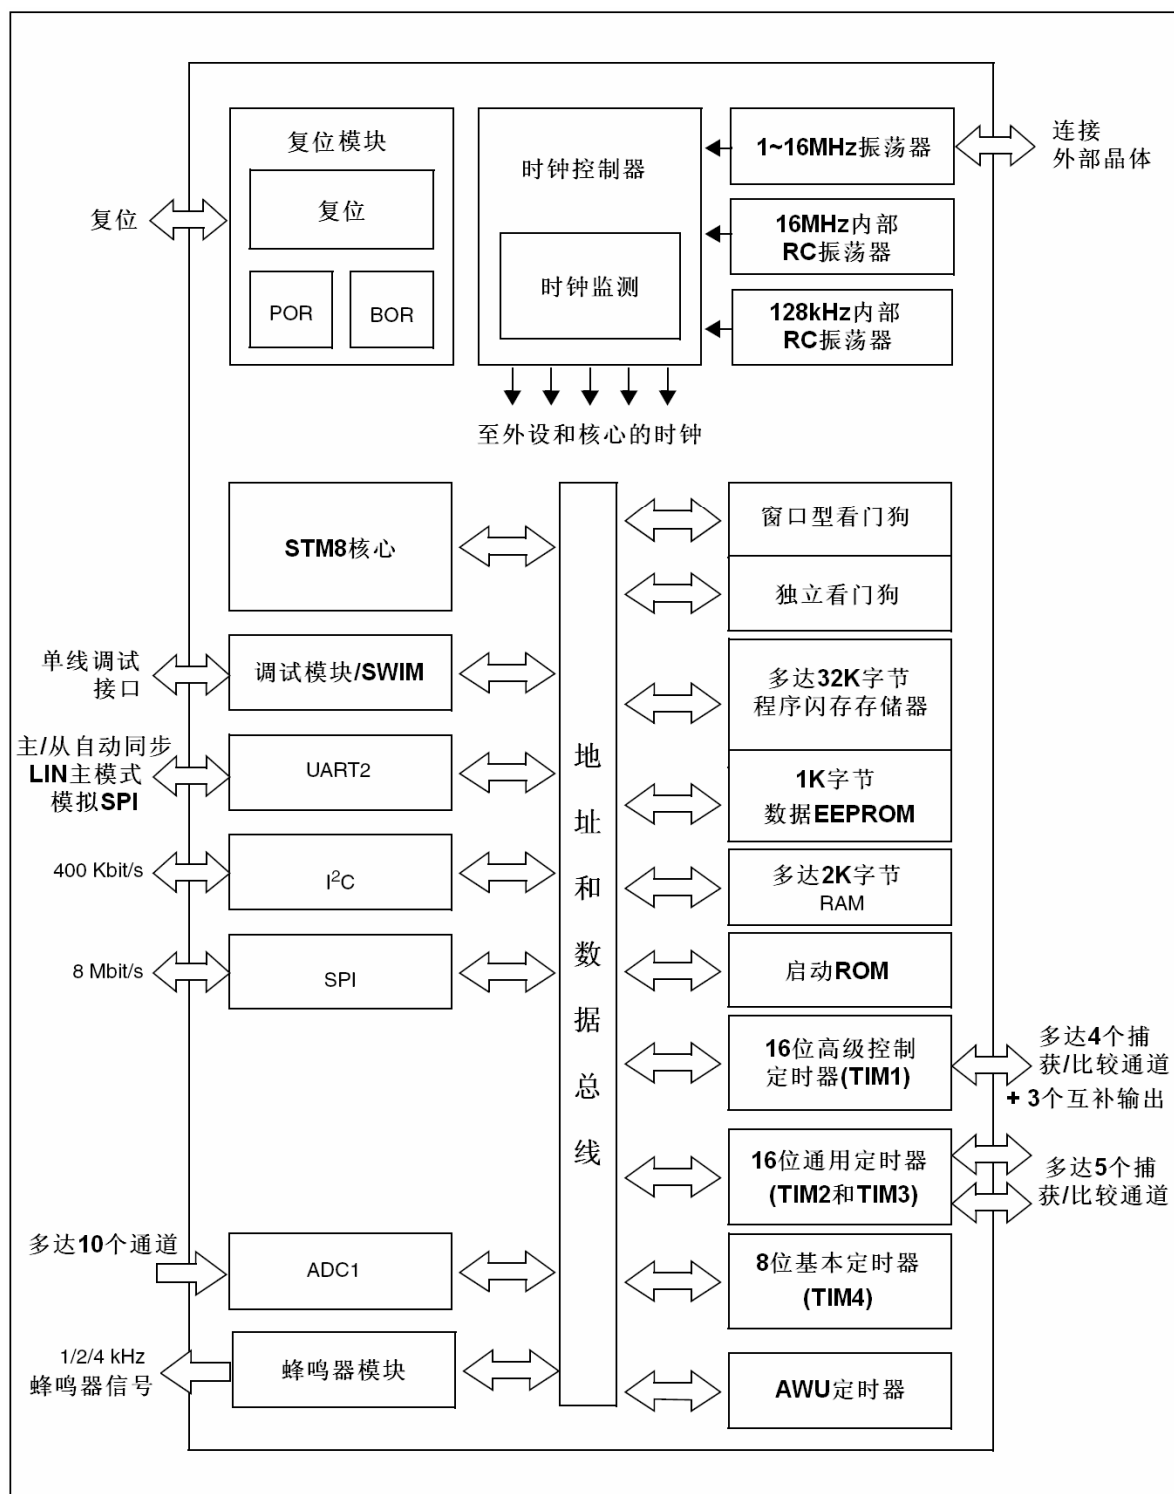 复位模块
复位
POR
BOR
复位
时钟控制器
时钟监测
1~16MHz振荡器
16MHz内部
RC振荡器
128kHz内部
RC振荡器
连接
外部晶体
至外设和核心的时钟
STM8核心
单线调试
接口
调试模块/SWIM
主/从自动同步
LIN主模式
模拟SPI
UART2
400 Kbit/s
I²C
8 Mbit/s
SPI
多达10个通道
ADC1
1/2/4 kHz
蜂鸣器信号
蜂鸣器模块
地
址
和
数
据
总
线
窗口型看门狗
独立看门狗
多达32K字节
程序闪存存储器
1K字节
数据EEPROM
多达2K字节
RAM
启动ROM
16位高级控制
定时器(TIM1)
多达4个捕
获/比较通道
+ 3个互补输出
16位通用定时器
(TIM2和TIM3)
多达5个捕
获/比较通道
8位基本定时器
(TIM4)
AWU定时器